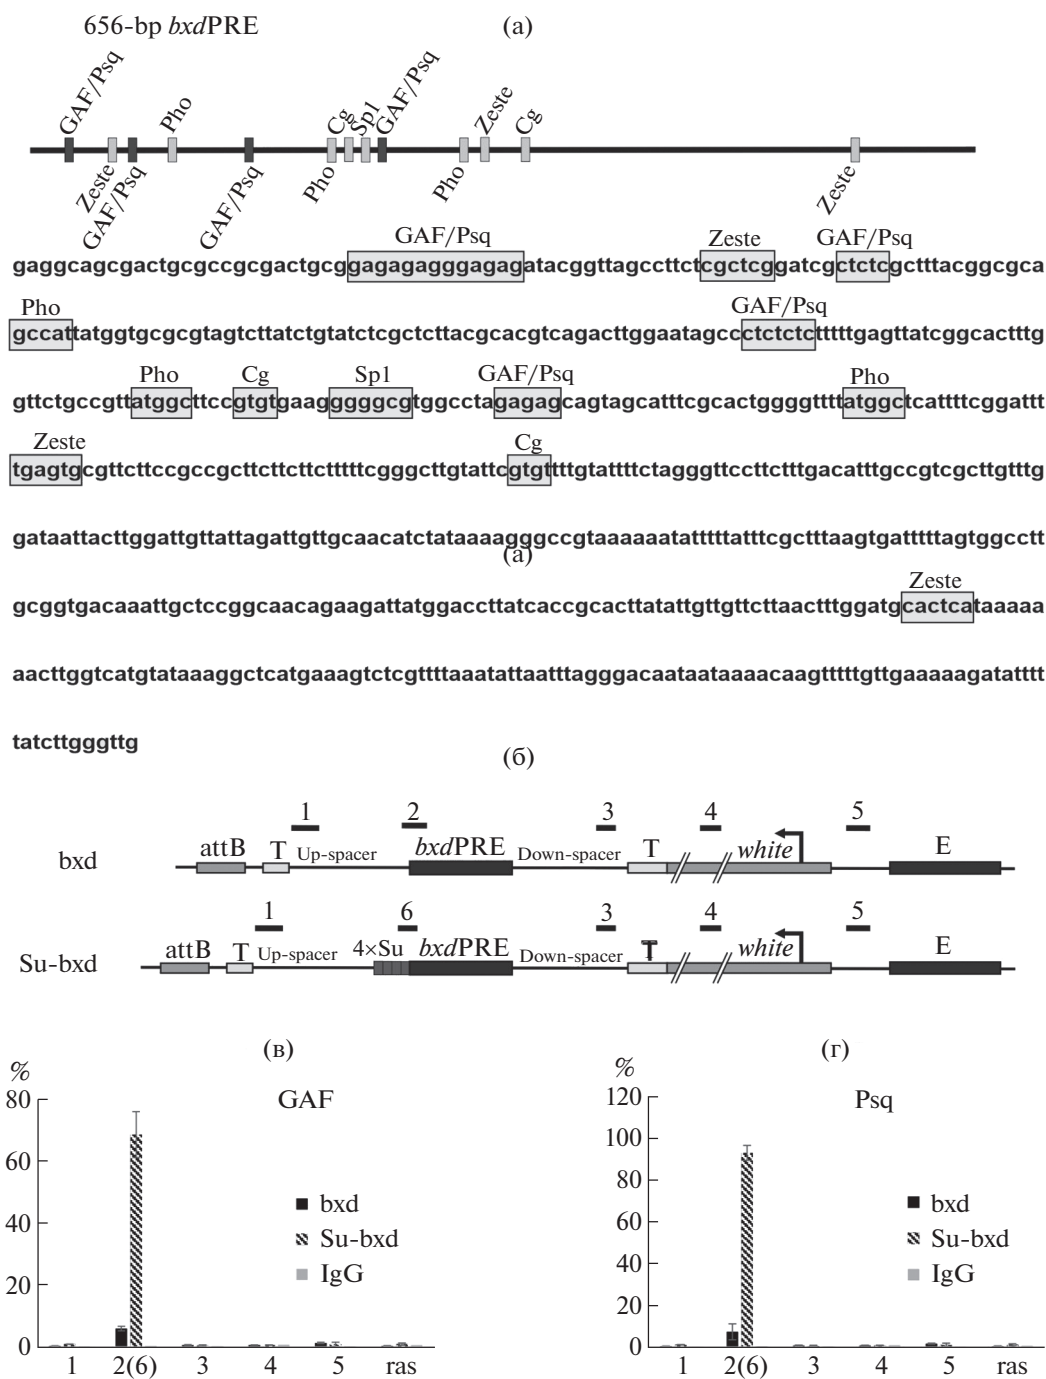 656-bp bxdPRE
(а)
GAF/Psq
Pho
Cg
Sp1
GAF/Psq
Zeste
Cg
Zeste
GAF/Psq
GAF/Psq
Pho
Pho
Zeste
GAF/Psq Zeste GAF/Psq
gaggcagcgactgcgccgcgactgcggagagagggagagatacggttagccttctcgctcggatcgctctcgctttacggcgca
Pho GAF/Psq
gccattatggtgcgcgtagtcttatctgtatctcgctcttacgcacgtcagacttggaatagccctctctctttttgagttatcggcactttg
Pho Cg Sp1 GAF/Psq Pho
gttctgccgttatggcttccgtgtgaaggggggcgtggcctagagagcagtagcatttcgcactggggttttatggctcattttcggattt
Zeste Cg
tgagtgcgttcttccgccgcttcttcttctttttcgggcttgtattcgtgttttgtattttctagggttccttctttgacatttgccgtcgcttgtttg
gataattacttggattgttattagattgttgcaacatctataaaagggccgtaaaaaatatttttatttcgctttaagtgatttttagtggcctt
(а)
Zeste
gcggtgacaaattgctccggcaacagaagattatggaccttatcaccgcacttatattgttgttcttaactttggatgcactcataaaaa
aacttggtcatgtataaaggctcatgaaagtctcgttttaaatattaatttagggacaataataaaacaagtttttgttgaaaaagatatttt
tatcttgggttg
(б)
1 2 3 4 5
bxd attB T Up-spacer bxdPRE Down-spacer T white E
1 6 3 4 5
Su-bxd attB T Up-spacer 4×Su bxdPRE Down-spacer T white E
(в)
%
GAF
80
60
40
20
0
bxd
Su-bxd
IgG
1 2(6) 3 4 5 ras
(г)
%
Psq
120
100
80
60
40
20
0
bxd
Su-bxd
IgG
1 2(6) 3 4 5 ras